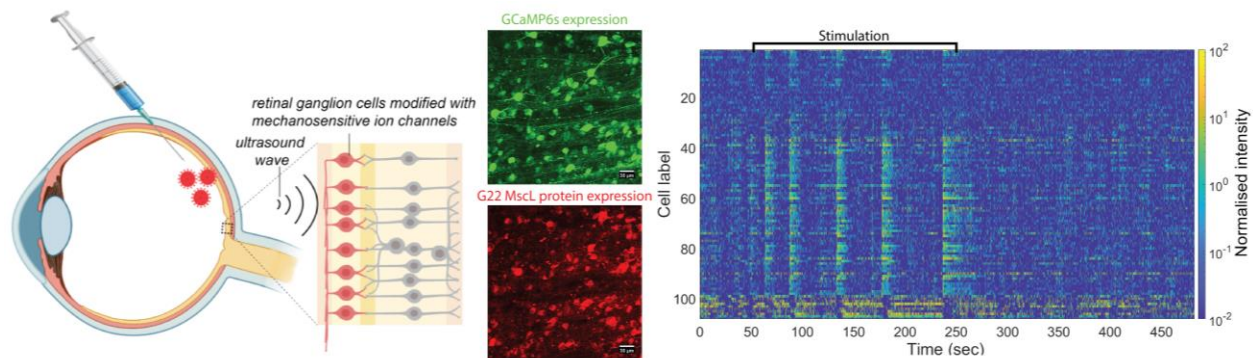 retinal ganglion cells modified with
mechanosensitive ion channels
ultrasound
wave
GCaMP6s expression
G22 MscL protein expression
Stimulation
Cell label
20
40
60
80
100
0
50
100
150
200
250
300
350
400
450
Time (sec)
10^2
10^1
10^0
10^-1
10^-2
Normalised intensity